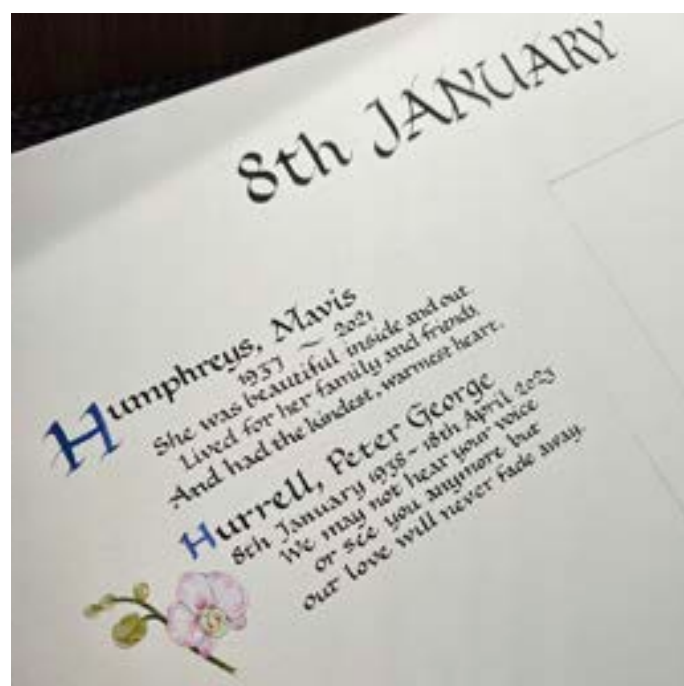 8th JANUARY
Humphreys, Mavis
1937 ~ 2021
She was beautiful inside and out.
Lived for her family and friends.
And had the kindest, warmest heart.
Hurrell, Peter George
8th January 1938 ~ 18th April 2023
We may not hear your voice
or see you anymore but
our love will never fade away.